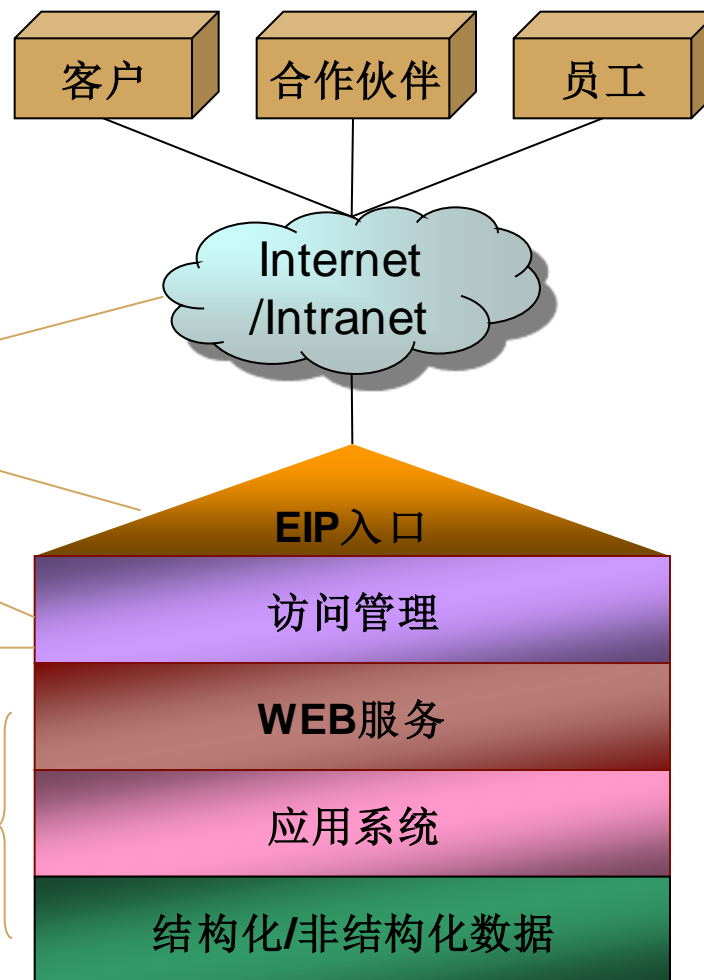 客户
合作伙伴
员工
Internet
/Intranet
EIP入口
访问管理
WEB服务
应用系统
结构化/非结构化数据